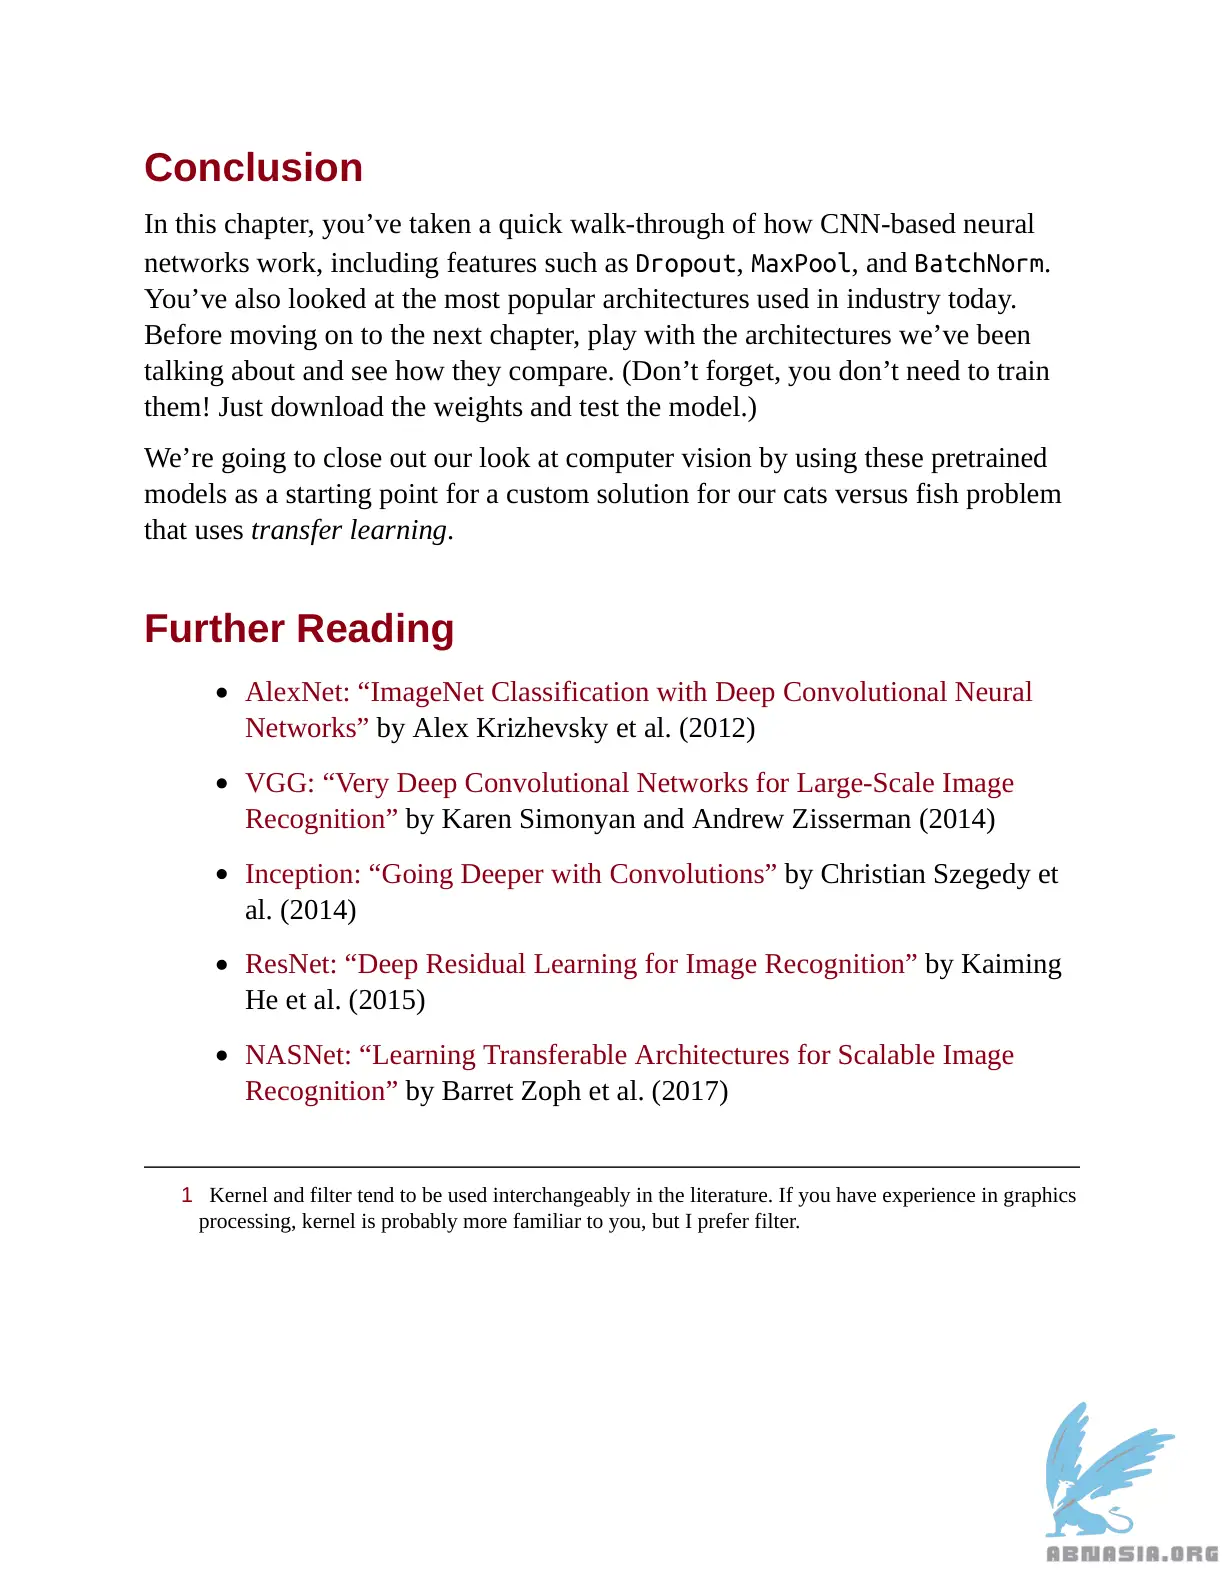 Conclusion
In this chapter, you’ve taken a quick walk-through of how CNN-based neural
networks work, including features such as Dropout, MaxPool, and BatchNorm.
You’ve also looked at the most popular architectures used in industry today.
Before moving on to the next chapter, play with the architectures we’ve been
talking about and see how they compare. (Don’t forget, you don’t need to train
them! Just download the weights and test the model.)
We’re going to close out our look at computer vision by using these pretrained
models as a starting point for a custom solution for our cats versus fish problem
that uses transfer learning.
Further Reading
• AlexNet: “ImageNet Classification with Deep Convolutional Neural
Networks” by Alex Krizhevsky et al. (2012)
• VGG: “Very Deep Convolutional Networks for Large-Scale Image
Recognition” by Karen Simonyan and Andrew Zisserman (2014)
• Inception: “Going Deeper with Convolutions” by Christian Szegedy et
al. (2014)
• ResNet: “Deep Residual Learning for Image Recognition” by Kaiming
He et al. (2015)
• NASNet: “Learning Transferable Architectures for Scalable Image
Recognition” by Barret Zoph et al. (2017)
1 Kernel and filter tend to be used interchangeably in the literature. If you have experience in graphics
processing, kernel is probably more familiar to you, but I prefer filter.
ABNASIA.ORG